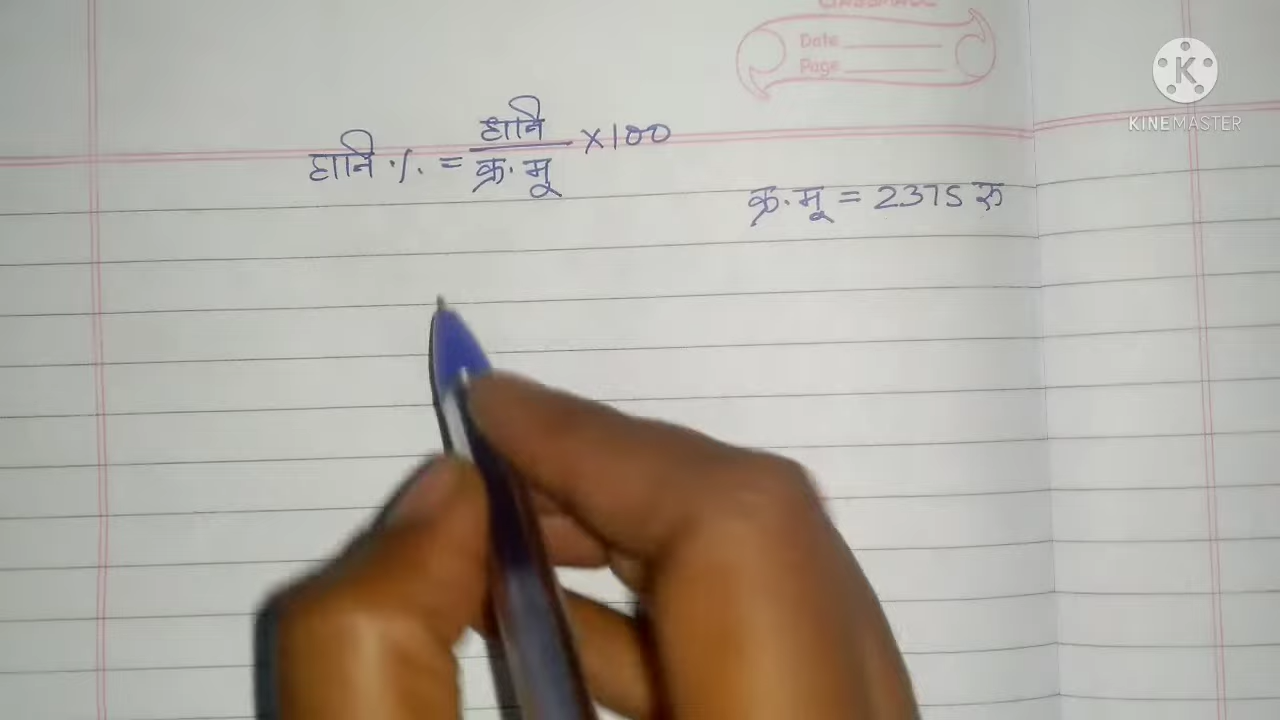 Date
Page
KINEMASTER
हानि % = हानि / क्र.मू × 100
क्र.मू = 2375 रु